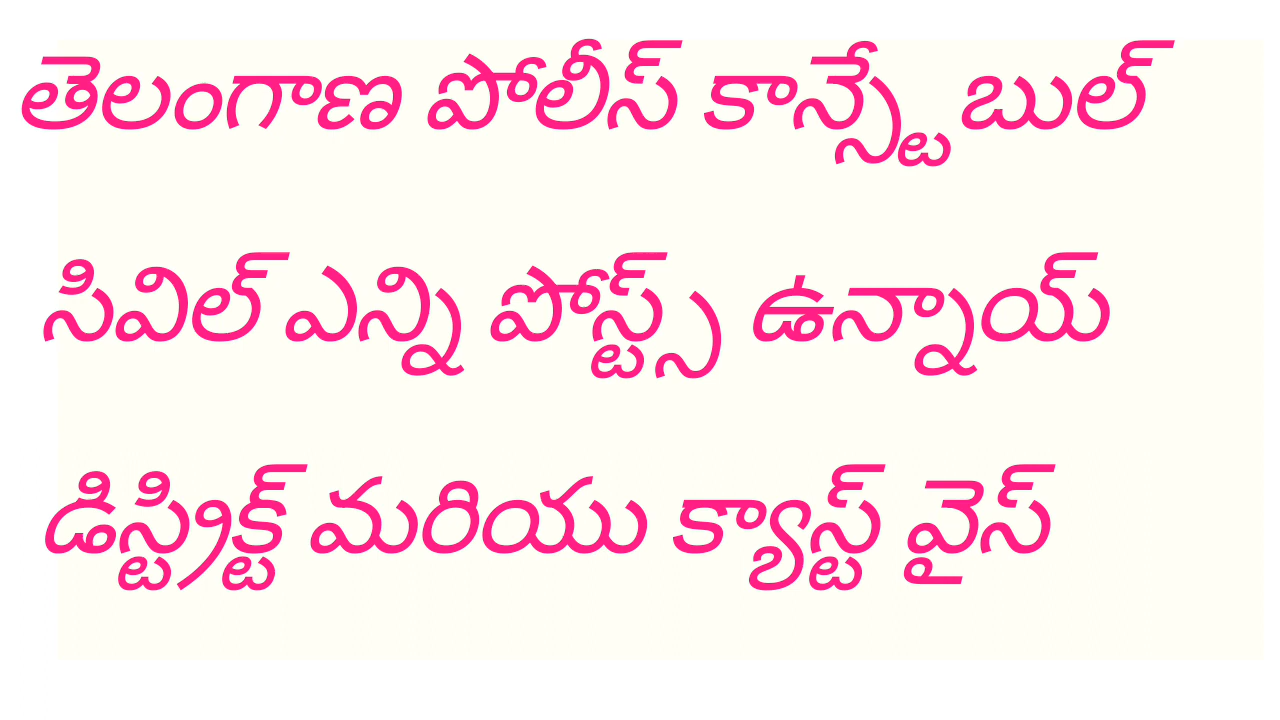 తెలంగాణ పోలీస్ కాన్స్టేబుల్
సివిల్ ఎన్ని పోస్ట్స్ ఉన్నాయ్
డిస్ట్రిక్ట్ మరియు క్యాస్ట్ వైస్